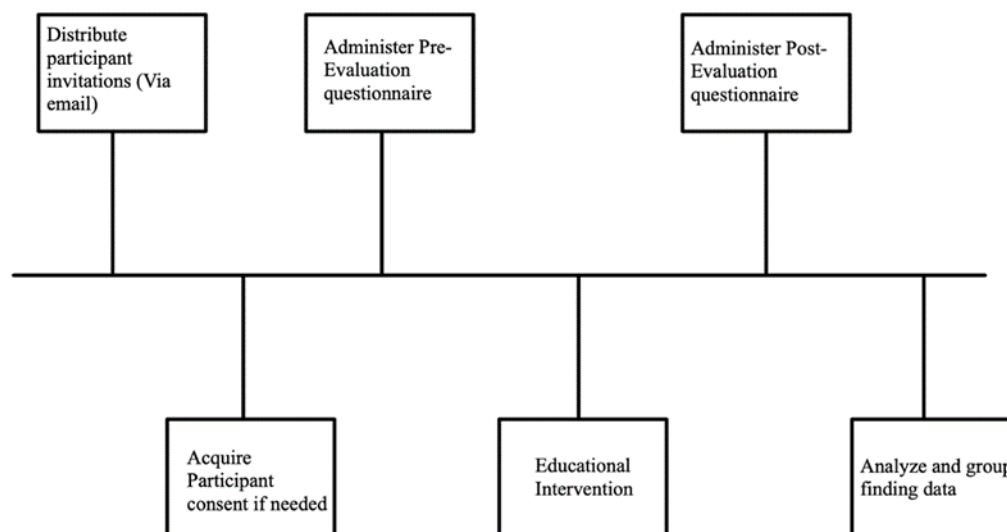 Distribute
participant
invitations (Via
email)
Administer Pre-
Evaluation
questionnaire
Administer Post-
Evaluation
questionnaire
Acquire
Participant
consent if needed
Educational
Intervention
Analyze and group
finding data